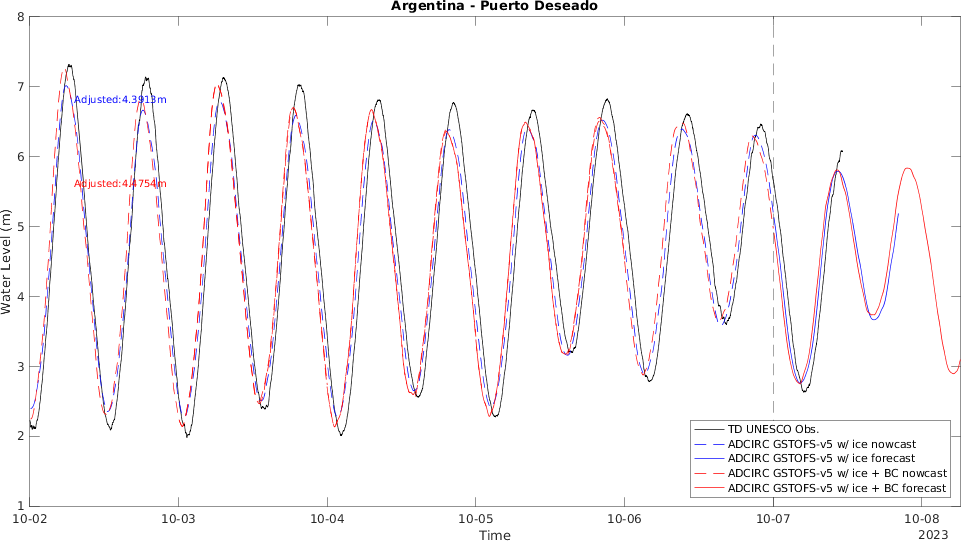 Argentina - Puerto Deseado
8
7
6
5
4
3
2
1
Water Level (m)
Adjusted:4.3913m
Adjusted:4.4754m
TD UNESCO Obs.
ADCIRC GSTOFS-v5 w/ ice nowcast
ADCIRC GSTOFS-v5 w/ ice forecast
ADCIRC GSTOFS-v5 w/ ice + BC nowcast
ADCIRC GSTOFS-v5 w/ ice + BC forecast
10-02 10-03 10-04 10-05 10-06 10-07 10-08
2023
Time